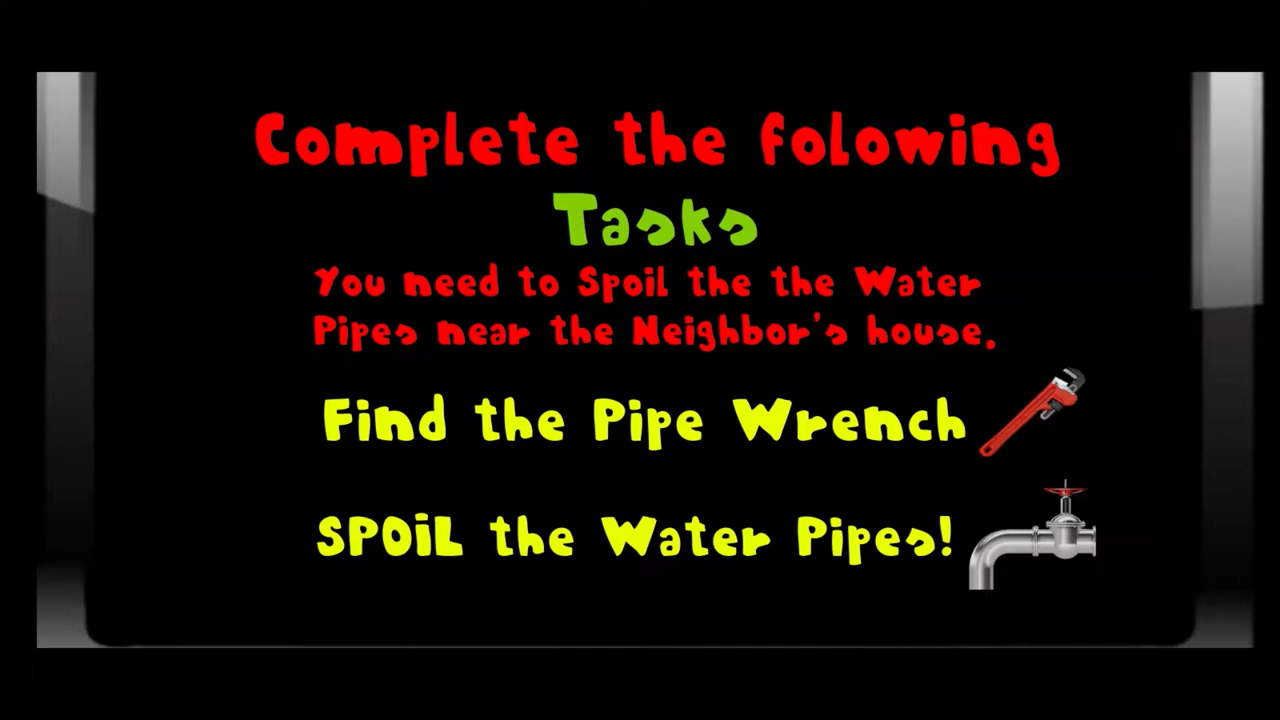 Complete the folowing
Tasks
You need to Spoil the the Water
Pipes near the Neighbor's house.
Find the Pipe Wrench
SPOiL the Water Pipes!